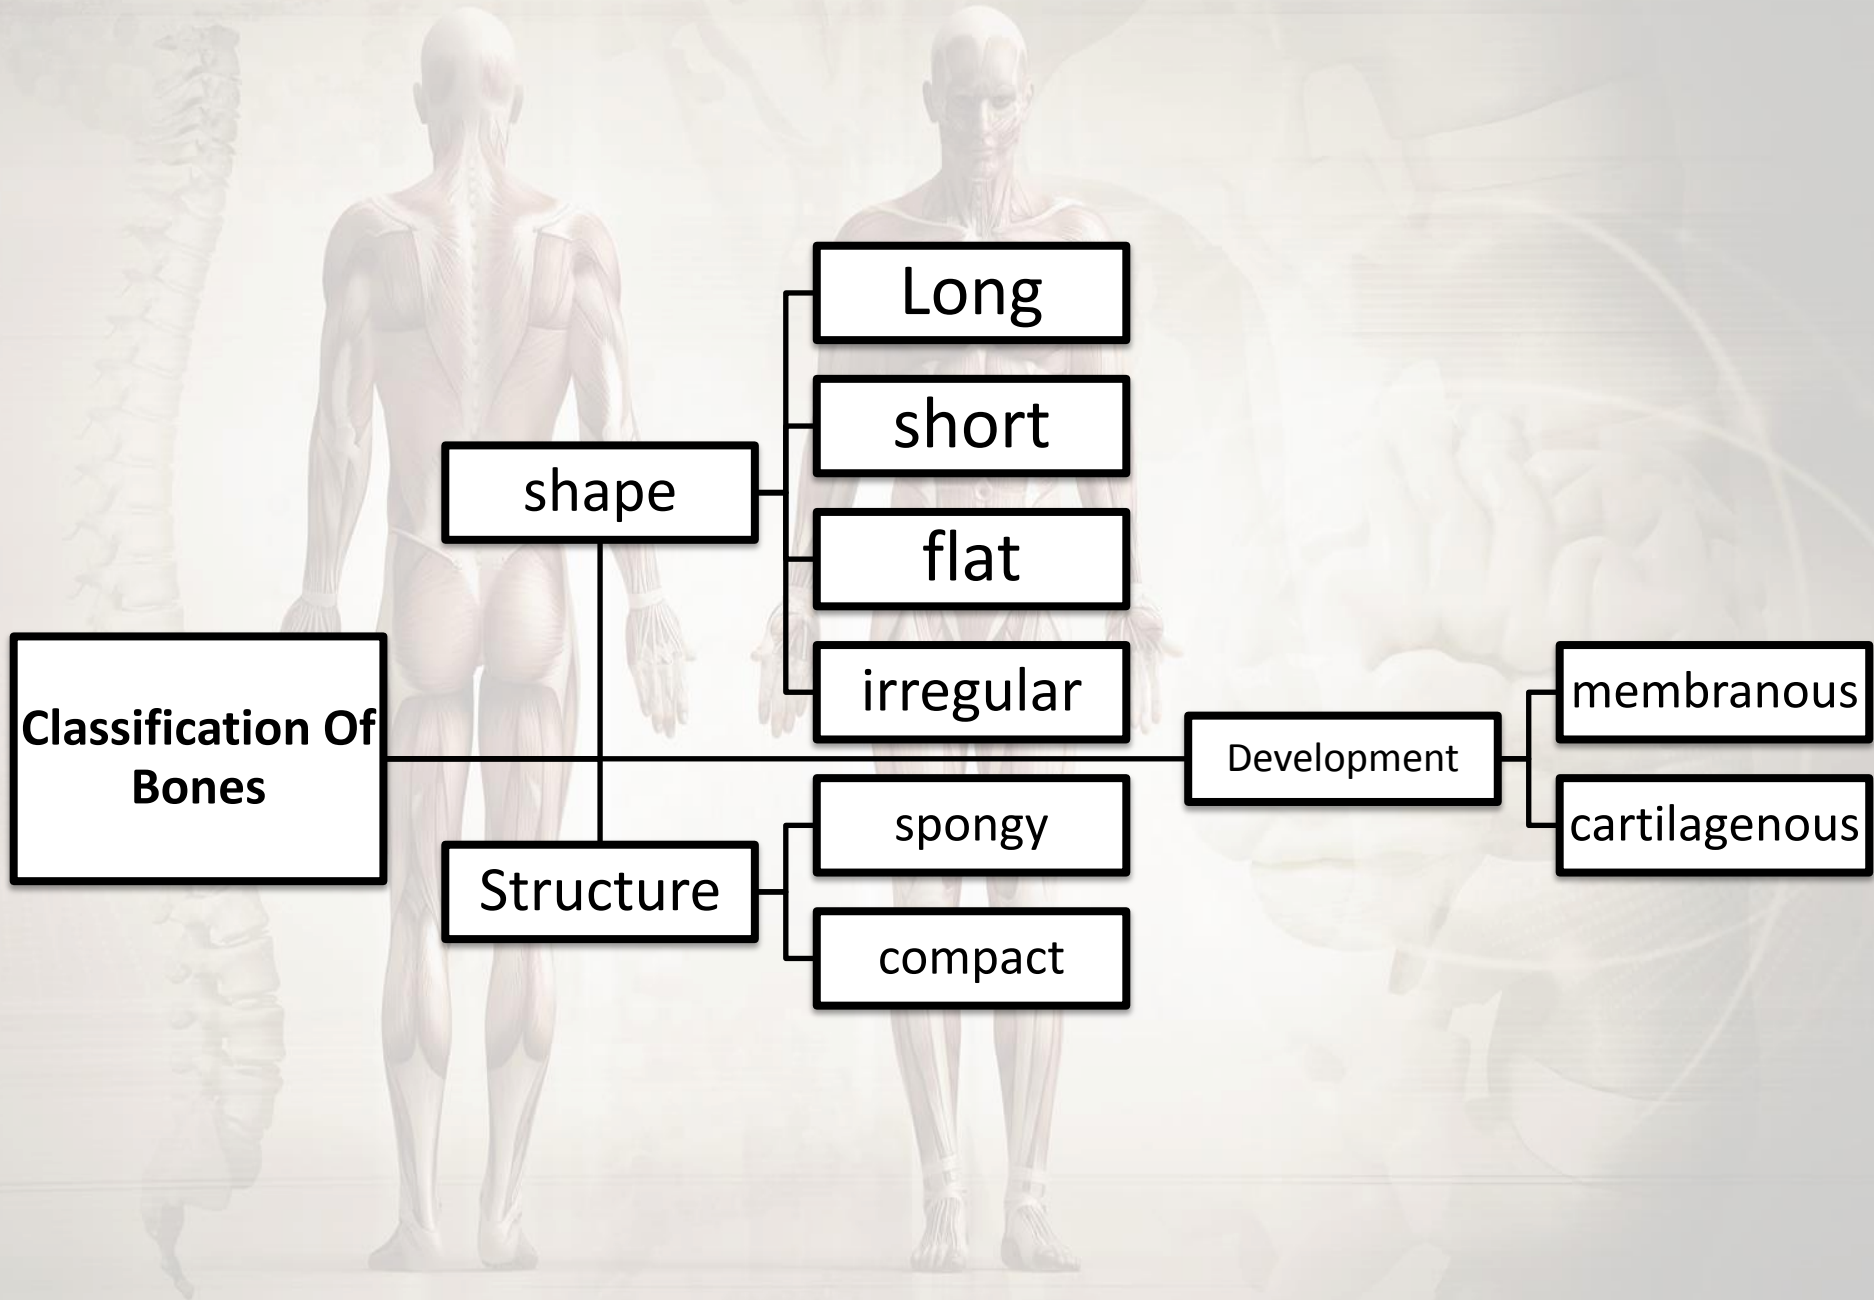 Classification Of
Bones
shape
Long
short
flat
irregular
Structure
spongy
compact
Development
membranous
cartilagenous